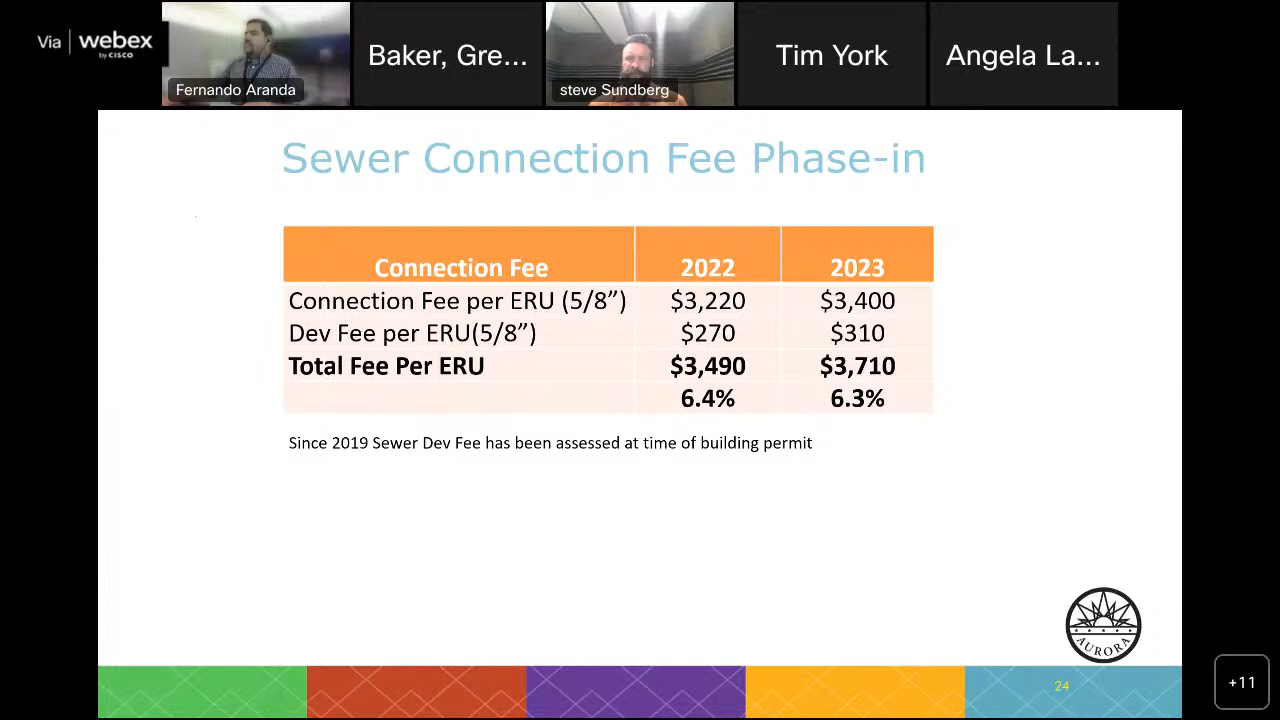 Via webex
by CISCO
Fernando Aranda
Baker, Gre...
steve Sundberg
Tim York
Angela La...
Sewer Connection Fee Phase-in
Connection Fee 2022 2023
Connection Fee per ERU (5/8”) $3,220 $3,400
Dev Fee per ERU(5/8”) $270 $310
Total Fee Per ERU $3,490 $3,710
6.4% 6.3%
Since 2019 Sewer Dev Fee has been assessed at time of building permit
AURORA
24
+11